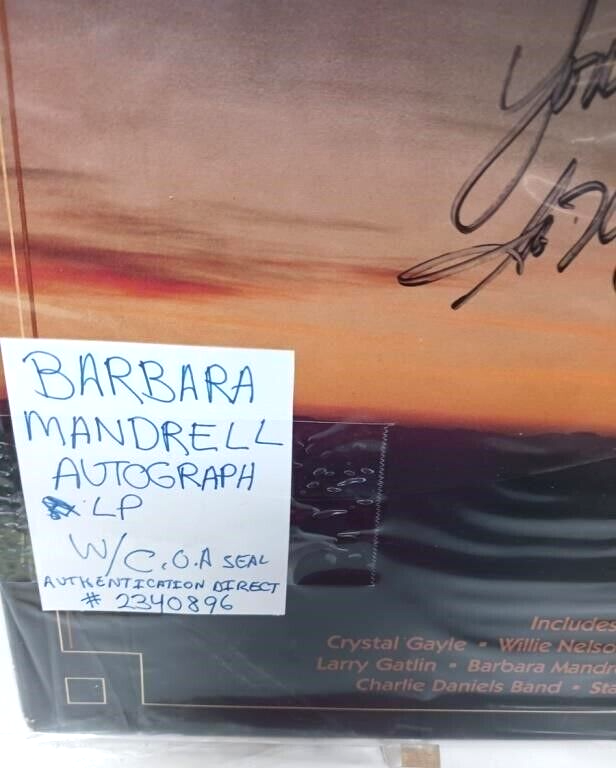 BARBARA
MANDRELL
AUTOGRAPH
LP
W/C.O.A SEAL
AUTHENTICATION DIRECT
# 2340896
Includes
Crystal Gayle • Willie Nelso
Larry Gatlin • Barbara Mandr
Charlie Daniels Band • Sta